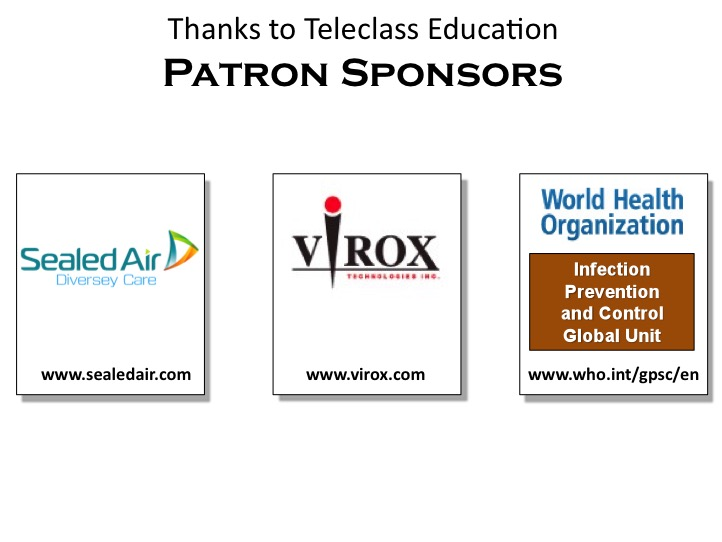 Thanks to Teleclass Education
PATRON SPONSORS
Sealed Air
Diversey Care
www.sealedair.com
VIROX
TECHNOLOGIES INC.
www.virox.com
World Health
Organization
Infection
Prevention
and Control
Global Unit
www.who.int/gpsc/en